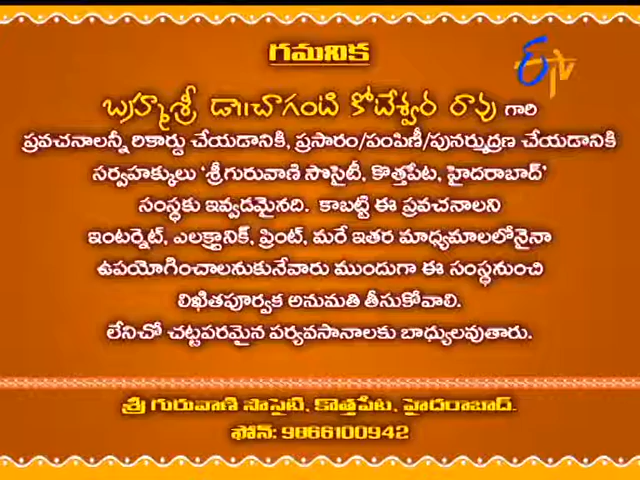 గమనిక
ETV
బ్రహ్మశ్రీ డా॥చాగంటి కోటేశ్వర రావు గారి
ప్రవచనాలన్నీ రికార్డు చేయడానికి, ప్రసారం/పంపిణీ/పునర్ముద్రణ చేయడానికి
సర్వహక్కులు ‘శ్రీగురువాణి సొసైటీ, కొత్తపేట, హైదరాబాద్’
సంస్థకు ఇవ్వడమైనది. కాబట్టి ఈ ప్రవచనాలని
ఇంటర్నెట్, ఎలక్ట్రానిక్, ప్రింట్, మరే ఇతర మాధ్యమాలలోనైనా
ఉపయోగించాలనుకునేవారు ముందుగా ఈ సంస్థనుంచి
లిఖితపూర్వక అనుమతి తీసుకోవాలి.
లేనిచో చట్టపరమైన పర్యవసానాలకు బాధ్యులవుతారు.
శ్రీ గురువాణి సొసైటి, కొత్తపేట, హైదరాబాద్.
ఫోన్: 9866100942